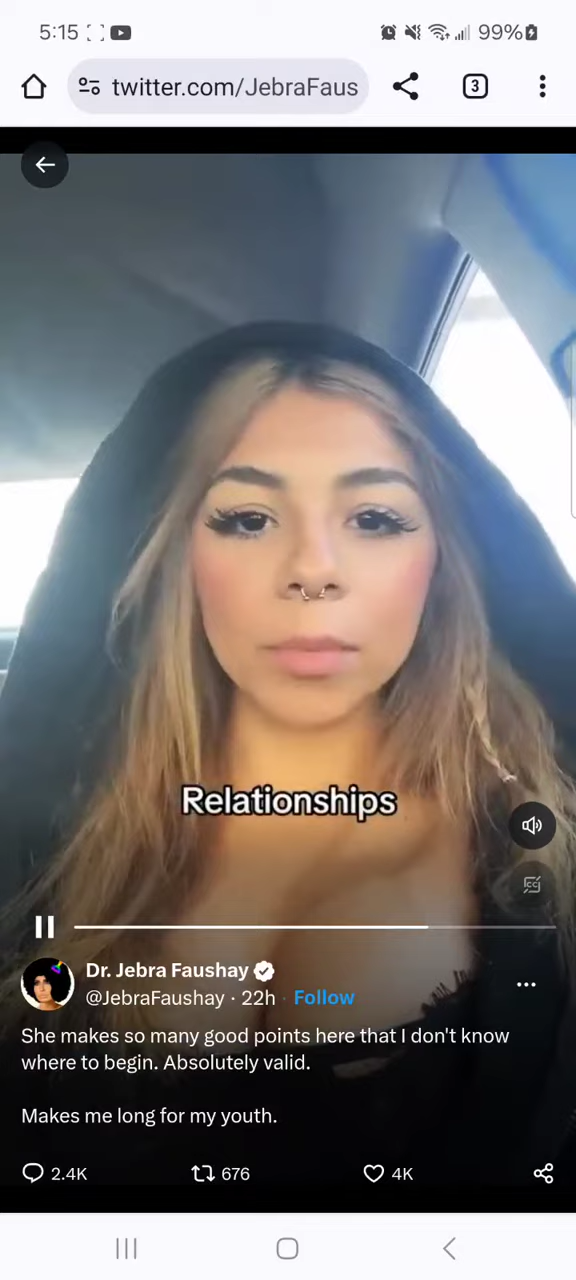 5:15
99%
twitter.com/JebraFaus
3
Relationships
CC
Dr. Jebra Faushay
@JebraFaushay · 22h · Follow
She makes so many good points here that I don't know
where to begin. Absolutely valid.
Makes me long for my youth.
2.4K 676 4K